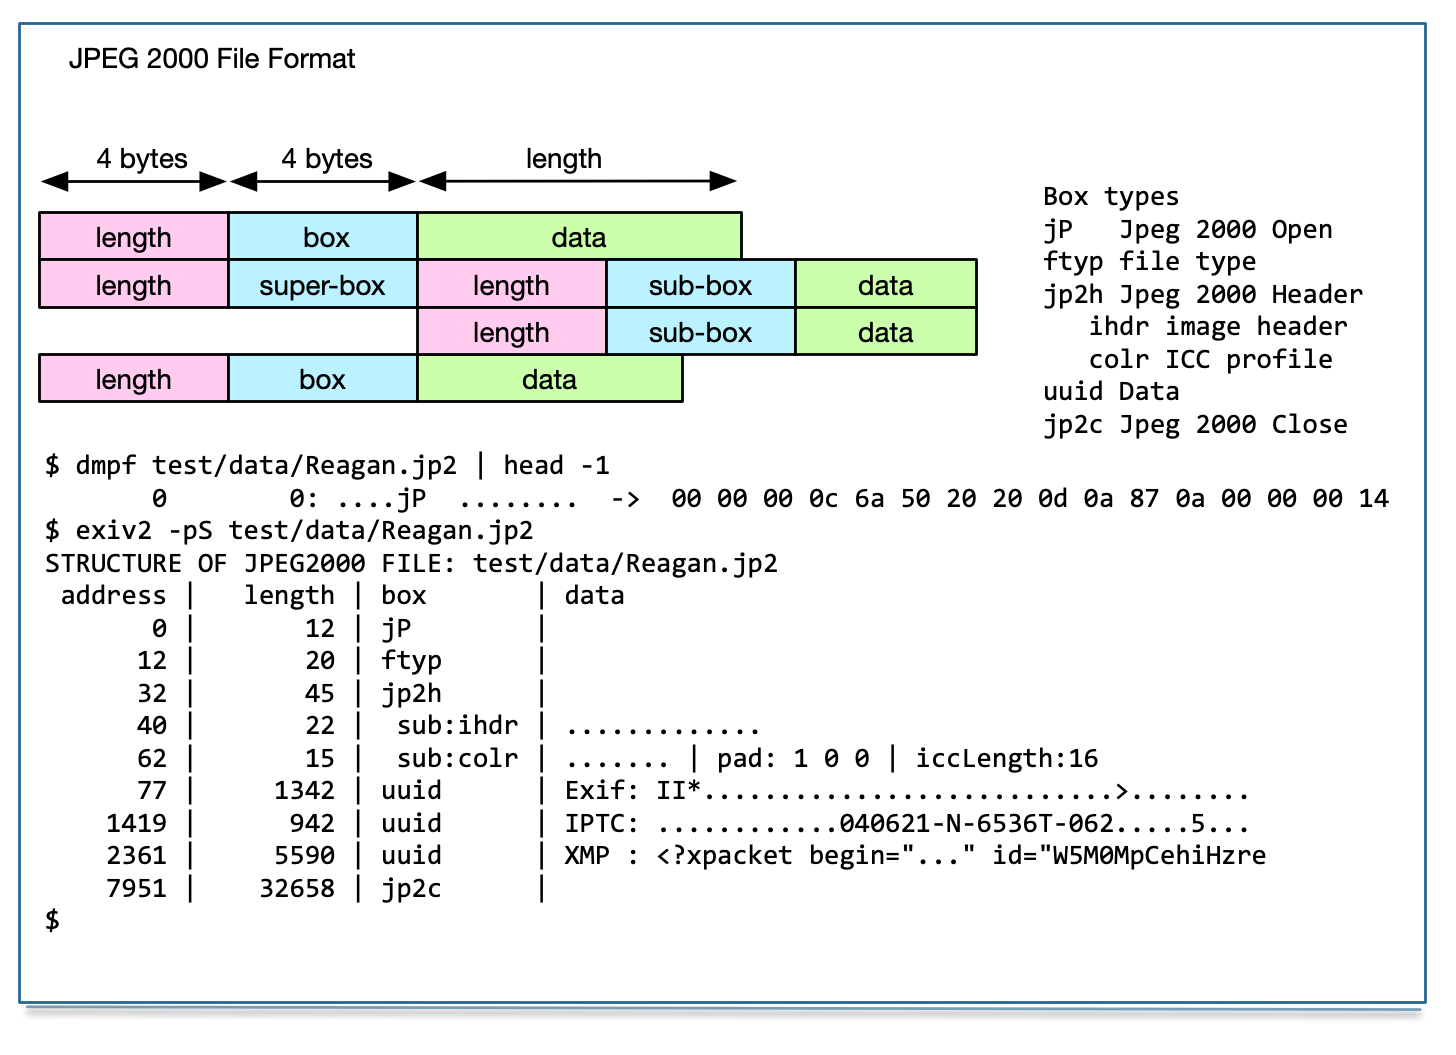 JPEG 2000 File Format
4 bytes 4 bytes length
length box data
length super-box length sub-box data
length sub-box data
length box data
Box types
jP   Jpeg 2000 Open
ftyp file type
jp2h Jpeg 2000 Header
   ihdr image header
   colr ICC profile
uuid Data
jp2c Jpeg 2000 Close
$ dmpf test/data/Reagan.jp2 | head -1
       0        0: ....jP  ........  ->  00 00 00 0c 6a 50 20 20 0d 0a 87 0a 00 00 00 14
$ exiv2 -pS test/data/Reagan.jp2
STRUCTURE OF JPEG2000 FILE: test/data/Reagan.jp2
 address |   length | box       | data
       0 |       12 | jP        |
      12 |       20 | ftyp      |
      32 |       45 | jp2h      |
      40 |       22 |  sub:ihdr | .............
      62 |       15 |  sub:colr | ....... | pad: 1 0 0 | iccLength:16
      77 |     1342 | uuid      | Exif: II*...........................>........
    1419 |      942 | uuid      | IPTC: ............040621-N-6536T-062.....5...
    2361 |     5590 | uuid      | XMP : <?xpacket begin="..." id="W5M0MpCehiHzre
    7951 |    32658 | jp2c      |
$